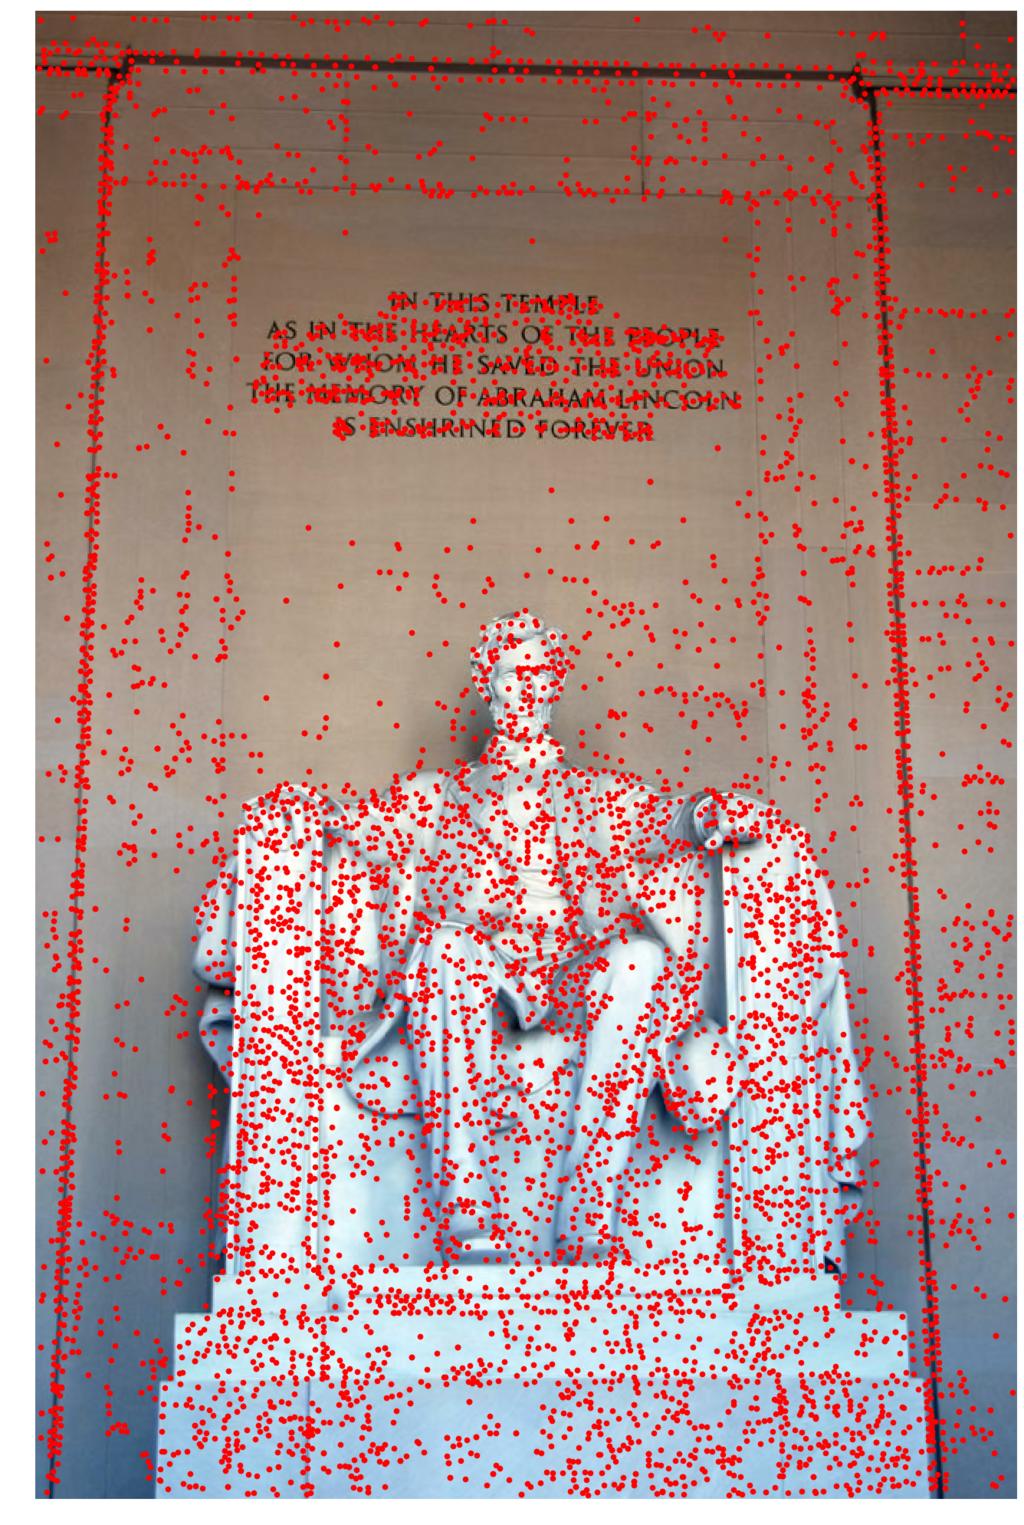 IN THIS TEMPLE
AS IN THE HEARTS OF THE PEOPLE
FOR WHOM HE SAVED THE UNION
THE MEMORY OF ABRAHAM LINCOLN
IS ENSHRINED FOREVER